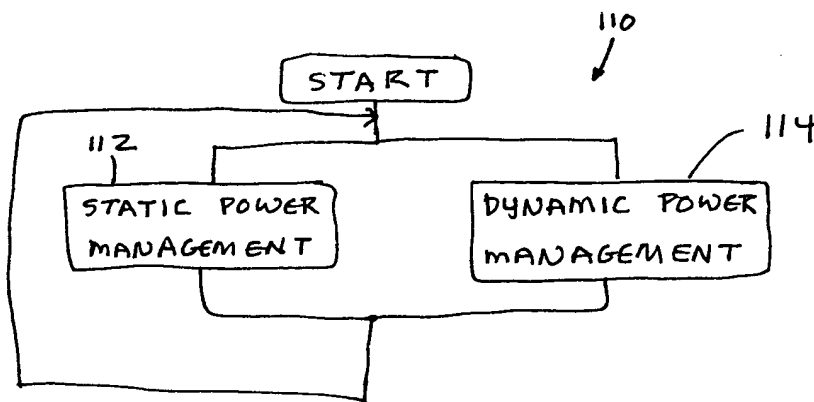 110
START
112
114
STATIC POWER
MANAGEMENT
DYNAMIC POWER
MANAGEMENT